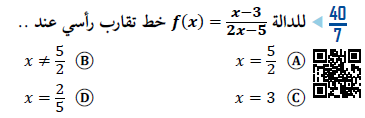 40/7 ◄ للدالة f(x) = (x−3)/(2x−5) خط تقارب رأسي عند ..
x = 5/2 Ⓐ
x ≠ 5/2 Ⓑ
x = 3 Ⓒ
x = 2/5 Ⓓ